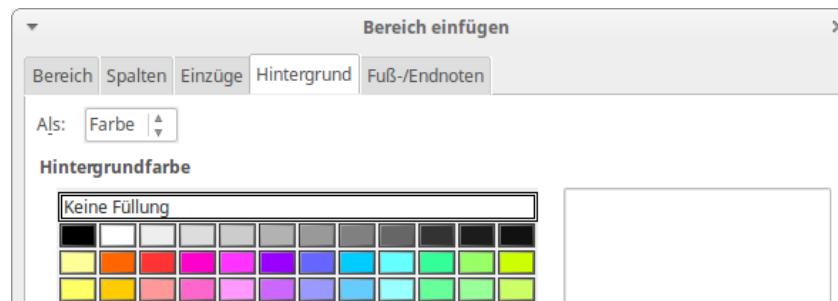 Bereich einfügen
Bereich Spalten Einzüge Hintergrund Fuß-/Endnoten
Als: Farbe
Hintergrundfarbe
Keine Füllung